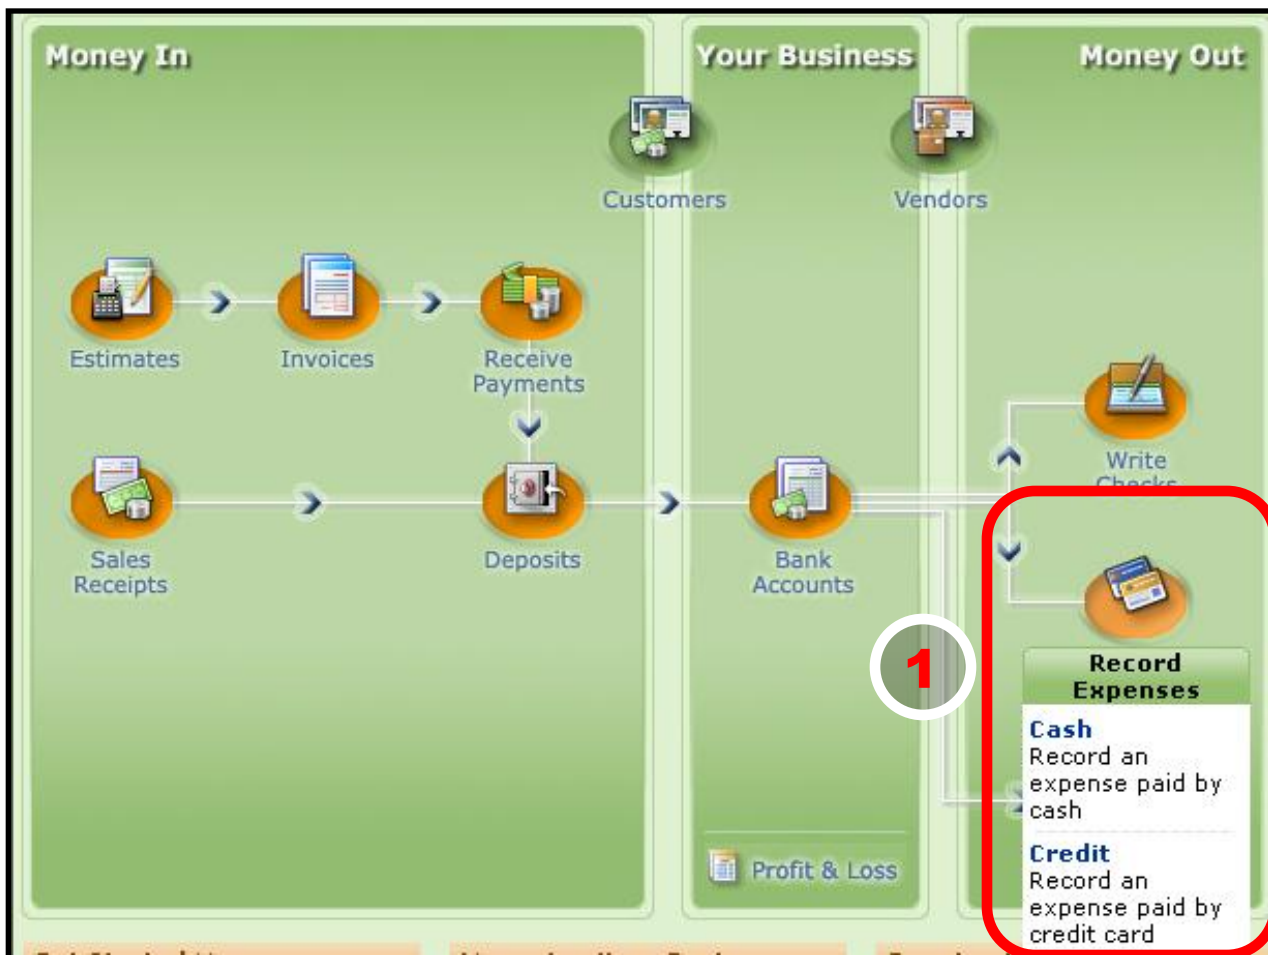 Money In
Your Business
Money Out
Customers
Vendors
Estimates
Invoices
Receive
Payments
Write
Checks
Sales
Receipts
Deposits
Bank
Accounts
1
Record
Expenses
Cash
Record an
expense paid by
cash
Credit
Record an
expense paid by
credit card
Profit & Loss